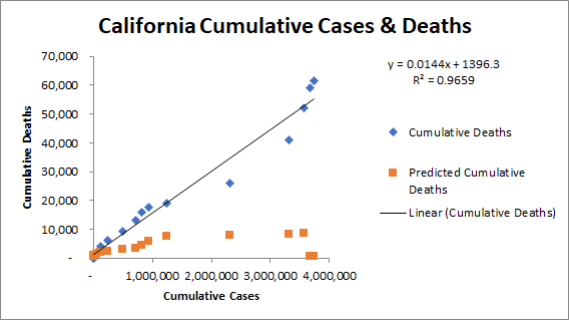 California Cumulative Cases & Deaths
y = 0.0144x + 1396.3
R² = 0.9659
70,000
60,000
50,000
40,000
30,000
20,000
10,000
-
Cumulative Deaths
- 1,000,000 2,000,000 3,000,000 4,000,000
Cumulative Cases
Cumulative Deaths
Predicted Cumulative
Deaths
Linear (Cumulative Deaths)